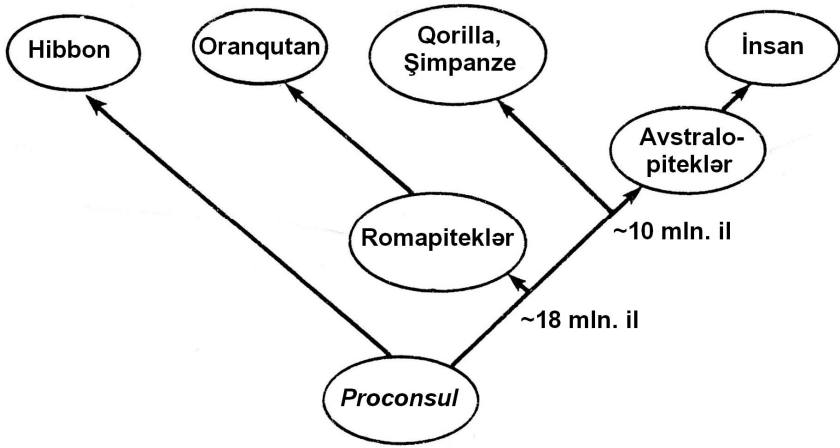 Hibbon
Oranqutan
Qorilla,
Şimpanze
İnsan
Avstralo-
piteklər
Romapiteklər
~10 mln. il
~18 mln. il
Proconsul